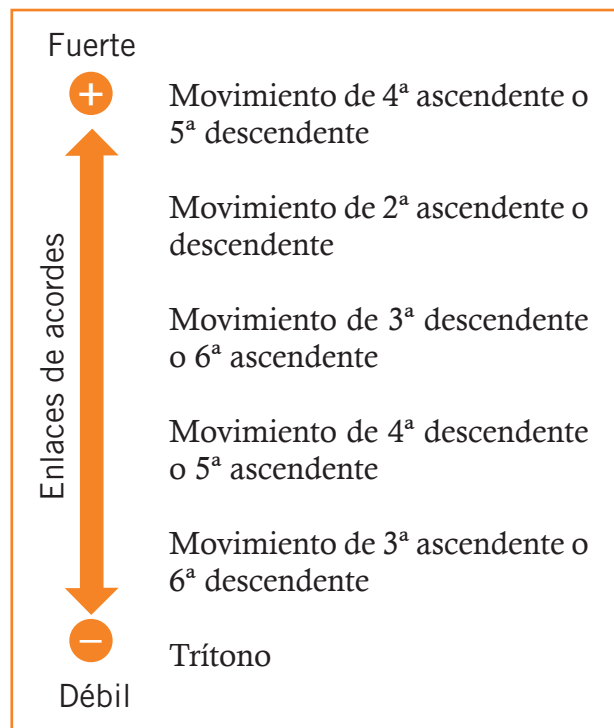 Fuerte
+
Movimiento de 4ª ascendente o
5ª descendente
Movimiento de 2ª ascendente o
descendente
Enlaces de acordes
Movimiento de 3ª descendente
o 6ª ascendente
Movimiento de 4ª descendente
o 5ª ascendente
Movimiento de 3ª ascendente o
6ª descendente
−
Trítono
Débil